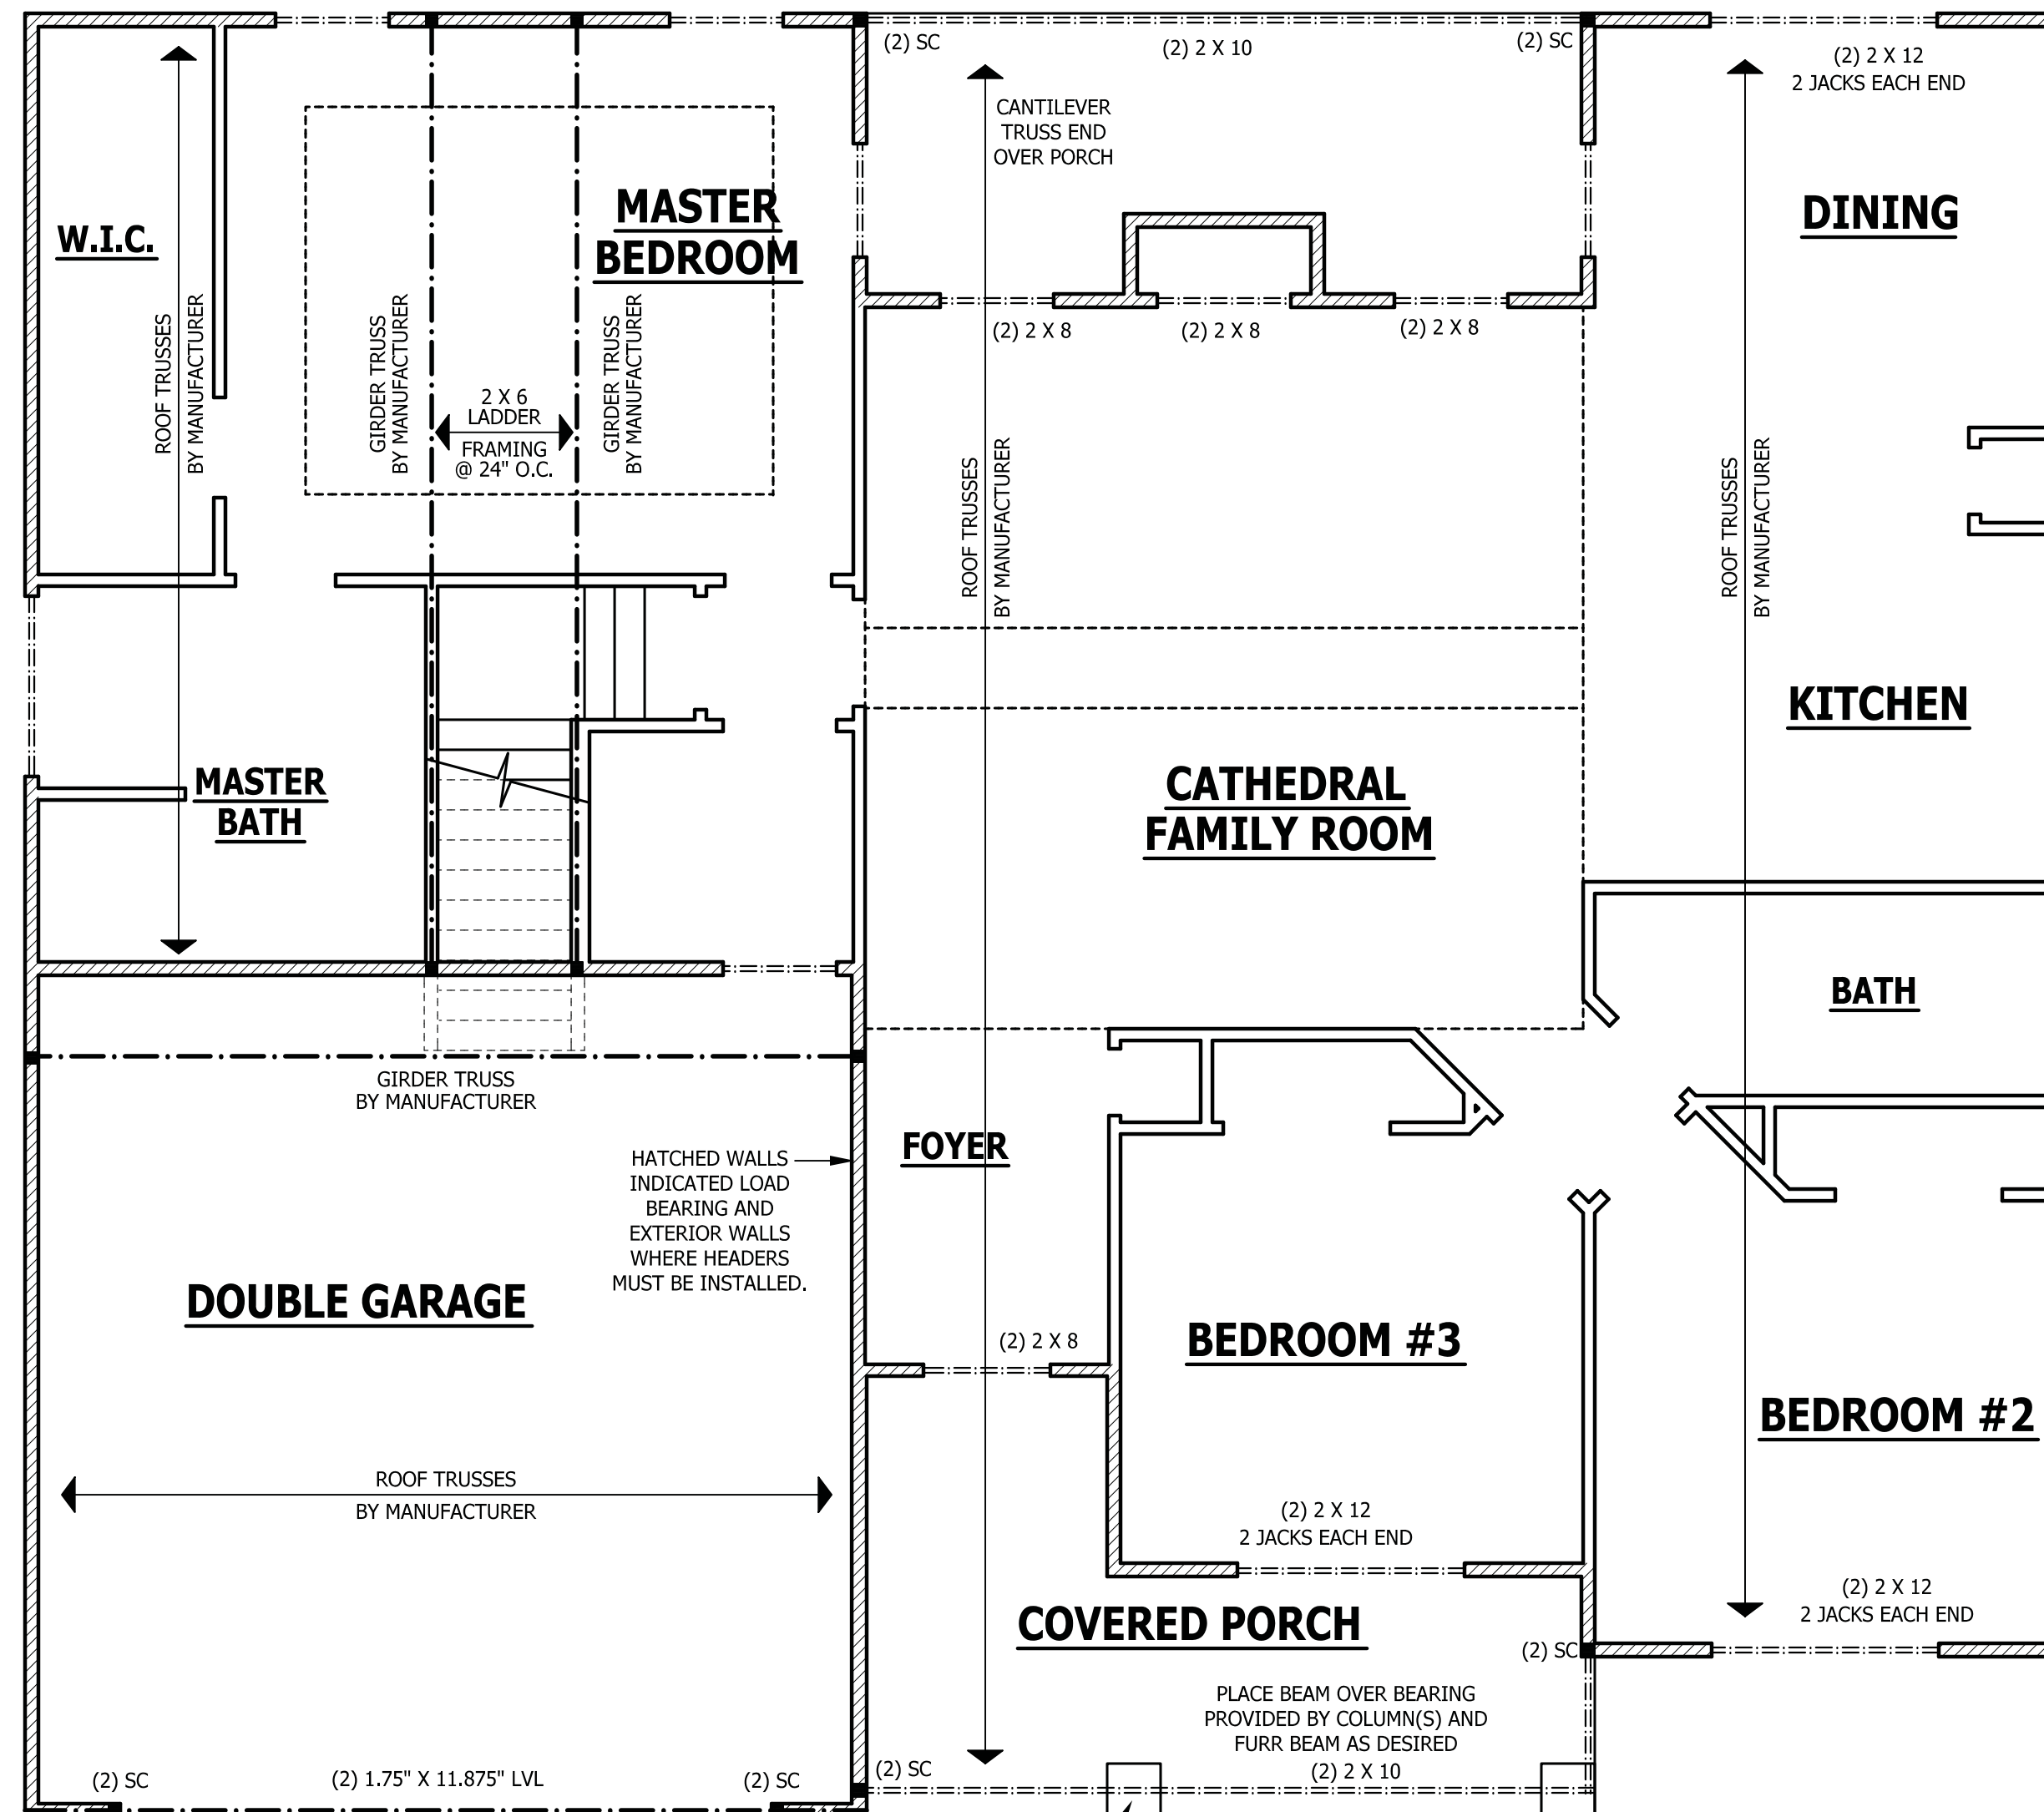 (2) SC
(2) 2 X 10
(2) SC
(2) 2 X 12
2 JACKS EACH END
CANTILEVER
TRUSS END
OVER PORCH
W.I.C.
MASTER
BEDROOM
DINING
ROOF TRUSSES
BY MANUFACTURER
GIRDER TRUSS
BY MANUFACTURER
2 X 6
LADDER
FRAMING
@ 24" O.C.
GIRDER TRUSS
BY MANUFACTURER
(2) 2 X 8
(2) 2 X 8
(2) 2 X 8
ROOF TRUSSES
BY MANUFACTURER
ROOF TRUSSES
BY MANUFACTURER
KITCHEN
MASTER
BATH
CATHEDRAL
FAMILY ROOM
BATH
GIRDER TRUSS
BY MANUFACTURER
HATCHED WALLS
INDICATED LOAD
BEARING AND
EXTERIOR WALLS
WHERE HEADERS
MUST BE INSTALLED.
FOYER
DOUBLE GARAGE
(2) 2 X 8
BEDROOM #3
BEDROOM #2
ROOF TRUSSES
BY MANUFACTURER
(2) 2 X 12
2 JACKS EACH END
(2) 2 X 12
2 JACKS EACH END
COVERED PORCH
(2) SC
PLACE BEAM OVER BEARING
PROVIDED BY COLUMN(S) AND
FURR BEAM AS DESIRED
(2) 2 X 10
(2) SC
(2) 1.75" X 11.875" LVL
(2) SC
(2) SC